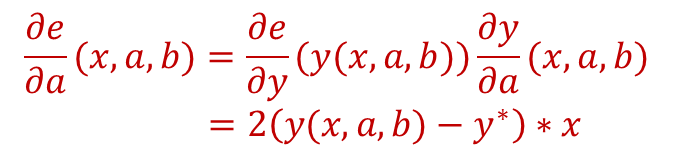 ∂e/∂a (x, a, b) = ∂e/∂y (y(x, a, b)) ∂y/∂a (x, a, b)
= 2(y(x, a, b) − y*) * x